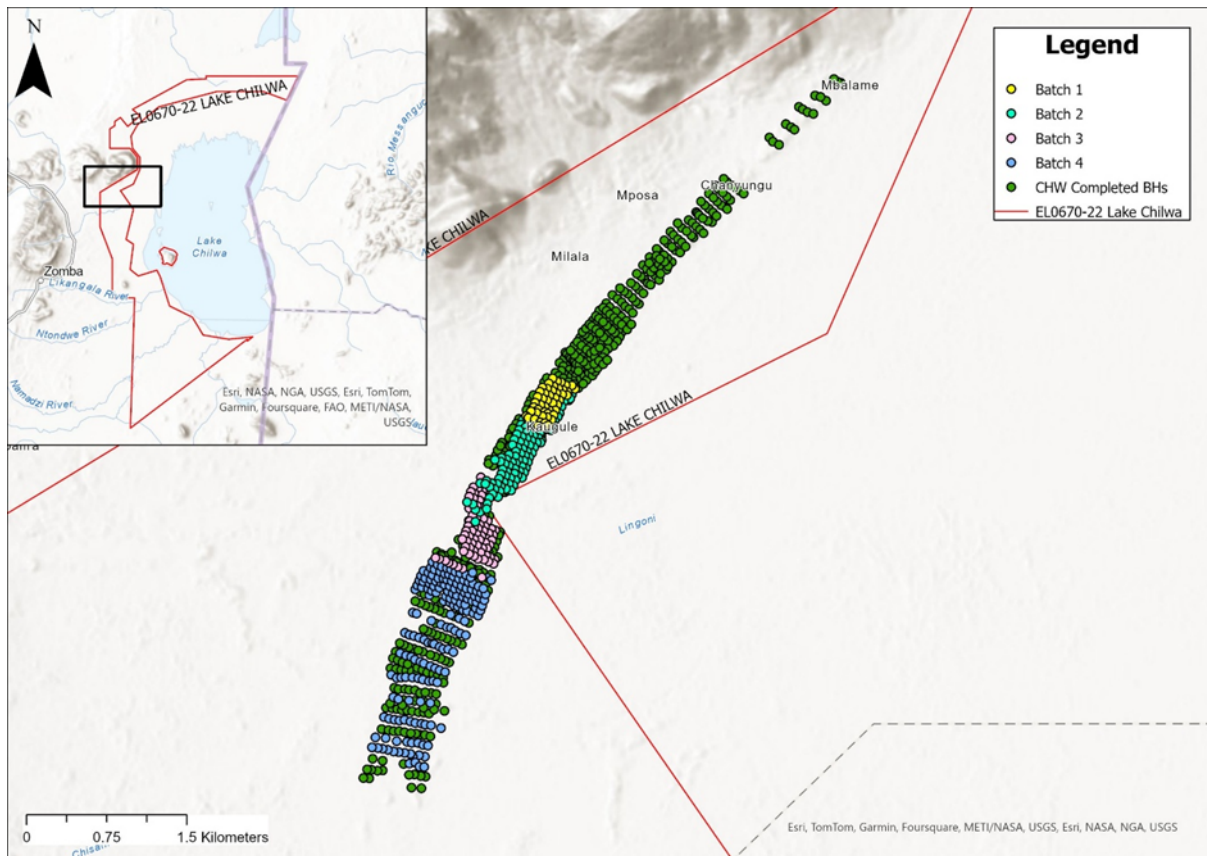 N
EL0670-22 LAKE CHILWA
Rio Messangu
Lake
Chilwa
Zomba
Likangala River
Ntondwe River
Namadzi River
Esri, NASA, NGA, USGS, Esri, TomTom,
Garmin, Foursquare, FAO, METI/NASA,
USGS
Legend
Batch 1
Batch 2
Batch 3
Batch 4
CHW Completed BHs
EL0670-22 Lake Chilwa
Mbalame
Chanyungu
Mposa
KE CHILWA
Milala
Kaugule
EL0670-22 LAKE CHILWA
Lingoni
0 0.75 1.5 Kilometers
Esri, TomTom, Garmin, Foursquare, METI/NASA, USGS, Esri, NASA, NGA, USGS